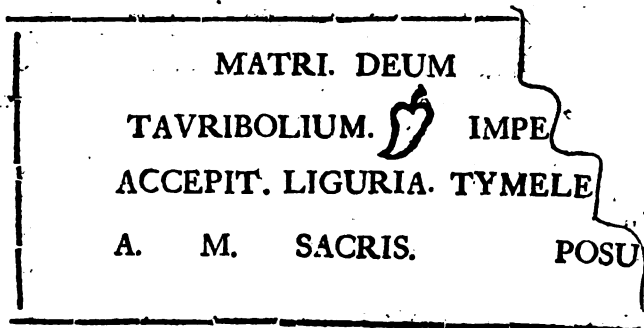 MATRI. DEUM
TAVRIBOLIUM. IMPE
ACCEPIT. LIGURIA. TYMELE
A. M. SACRIS. POSU